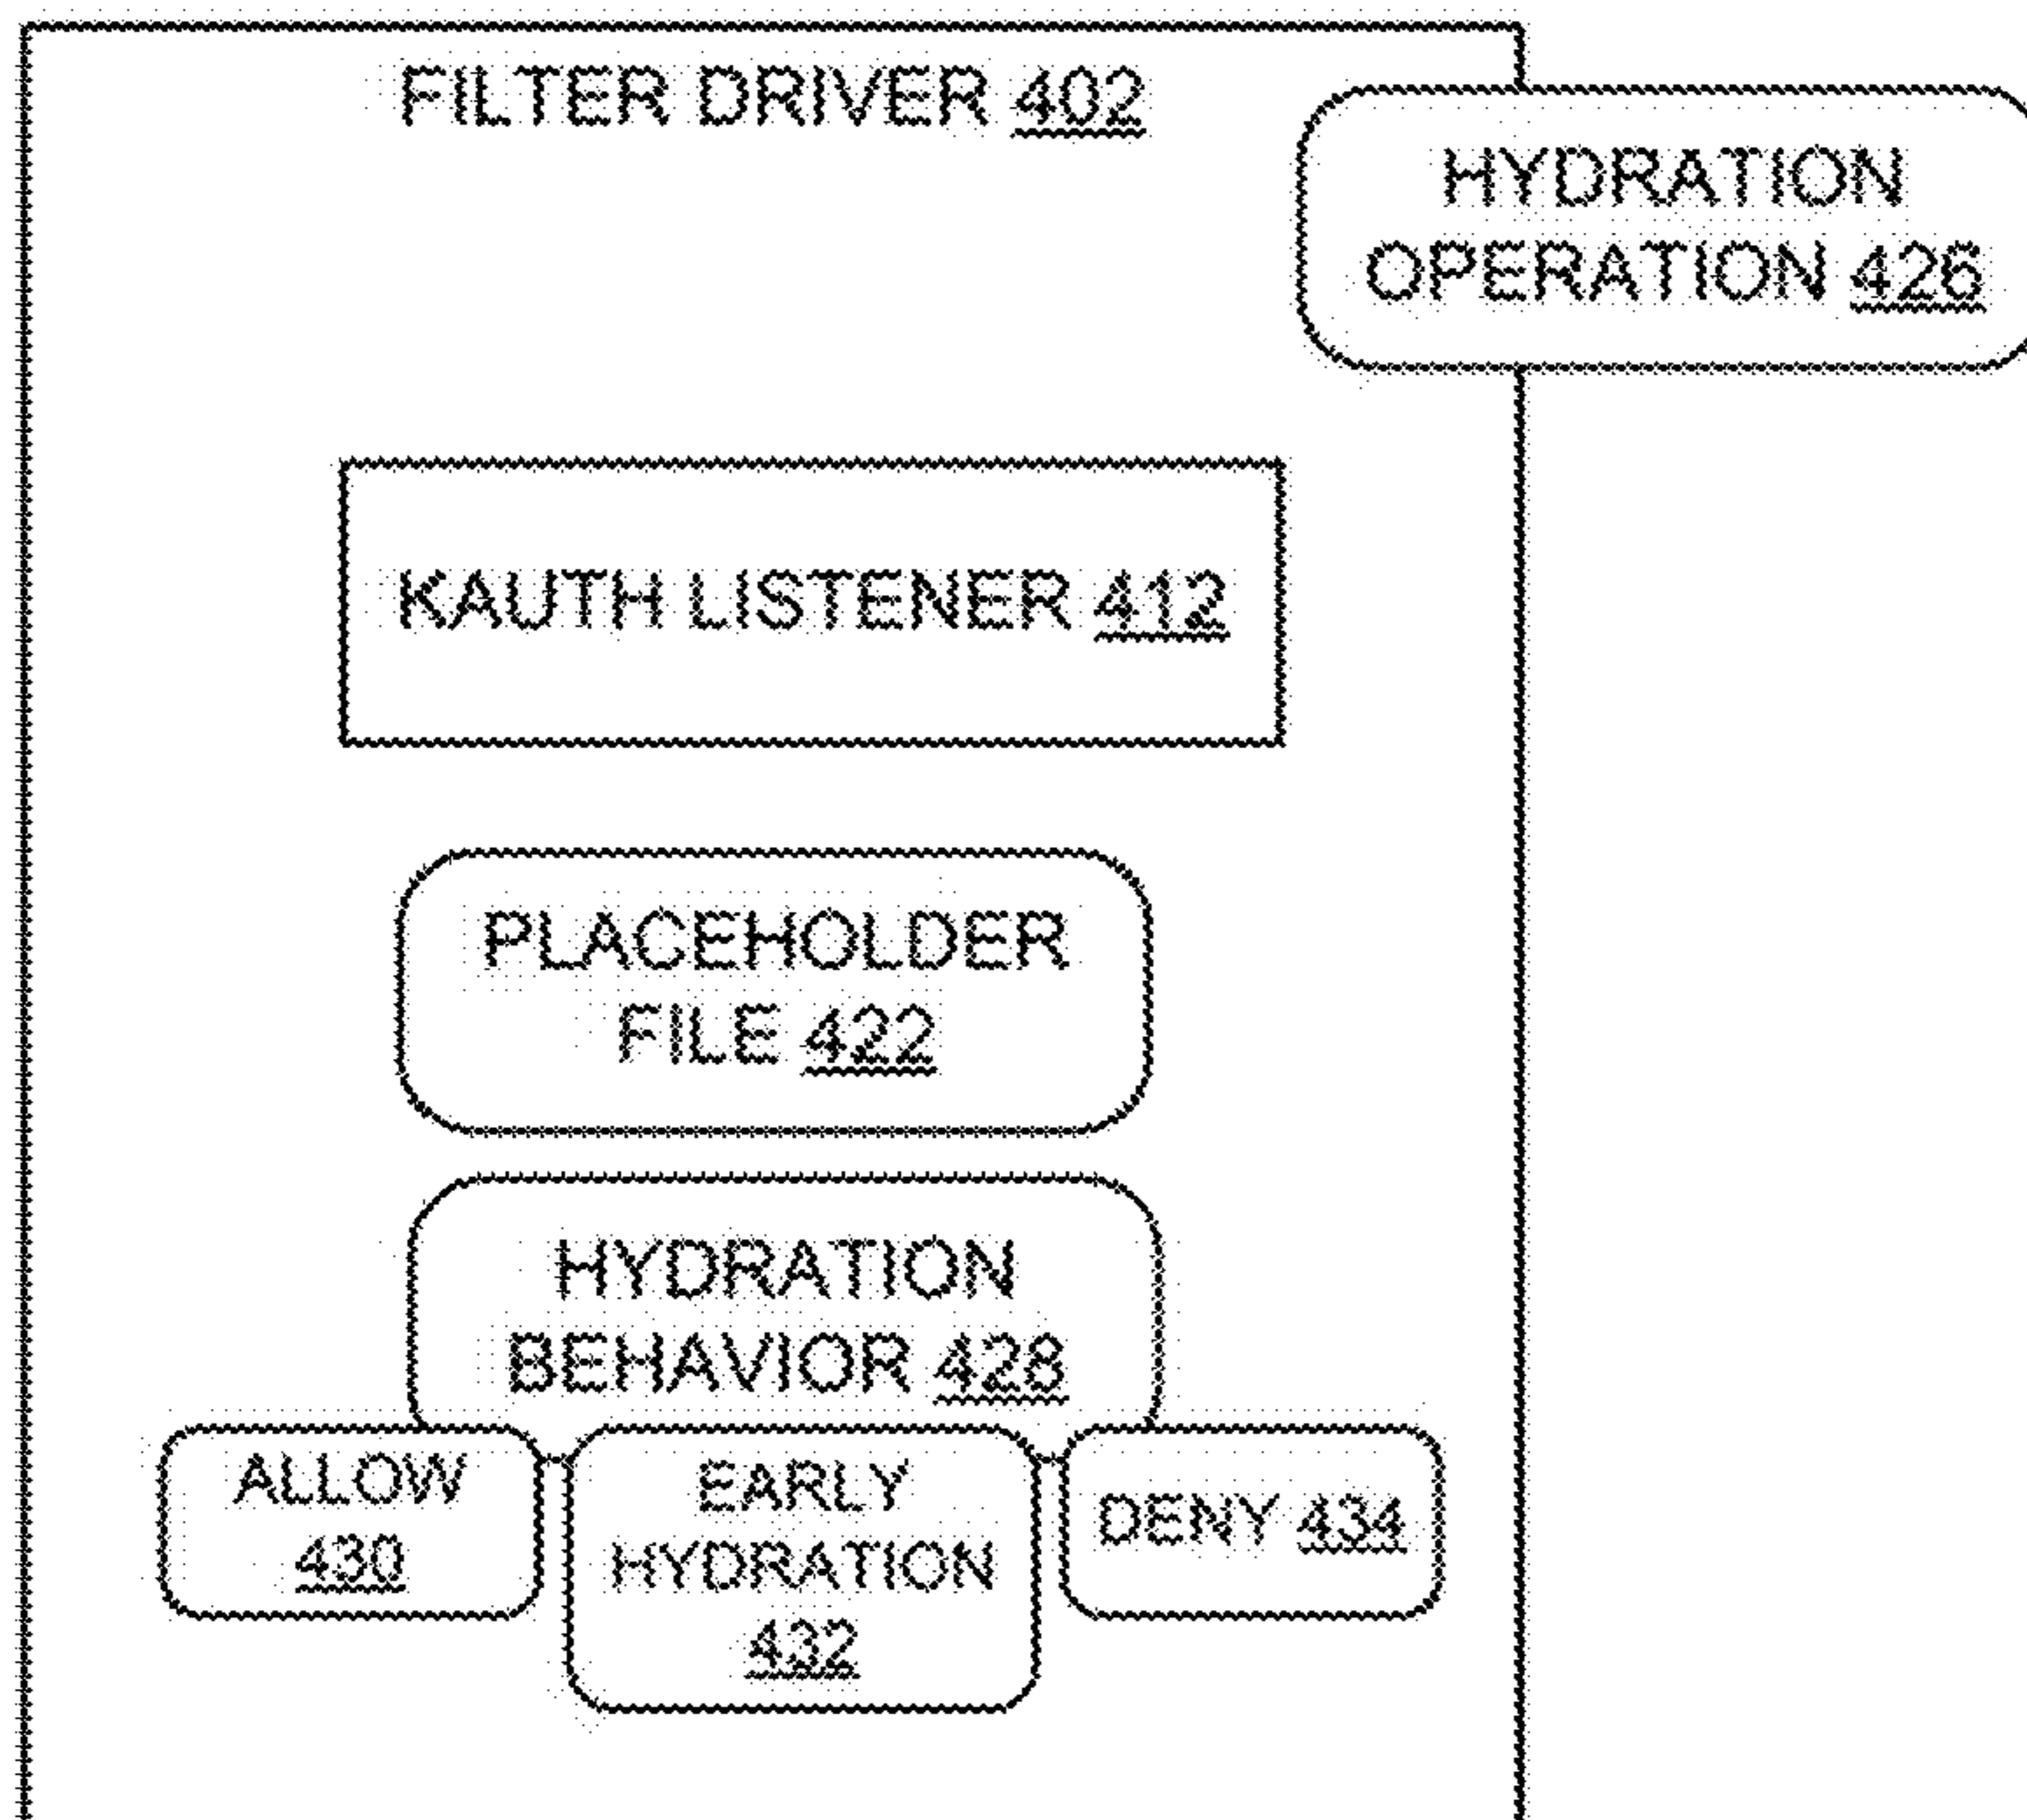 FILTER DRIVER 402
HYDRATION
OPERATION 426
KAUTH LISTENER 412
PLACEHOLDER
FILE 422
HYDRATION
BEHAVIOR 428
ALLOW
430
EARLY
HYDRATION
432
DENY 434